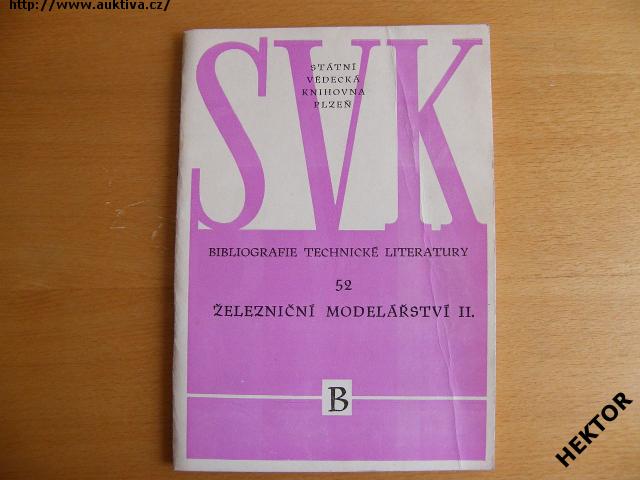 http://www.auktiva.cz/
SVK
STÁTNÍ
VĚDECKÁ
KNIHOVNA
PLZEŇ
BIBLIOGRAFIE TECHNICKÉ LITERATURY
52
ŽELEZNIČNÍ MODELÁŘSTVÍ II.
B
HEKTOR